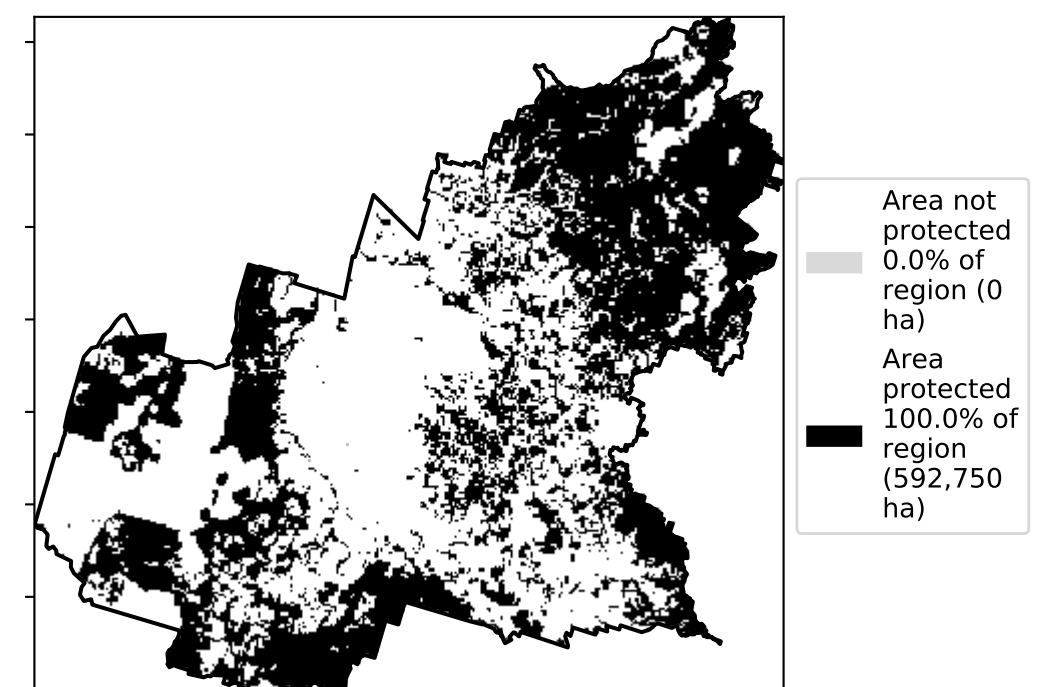 Area not
protected
0.0% of
region (0
ha)
Area
protected
100.0% of
region
(592,750
ha)